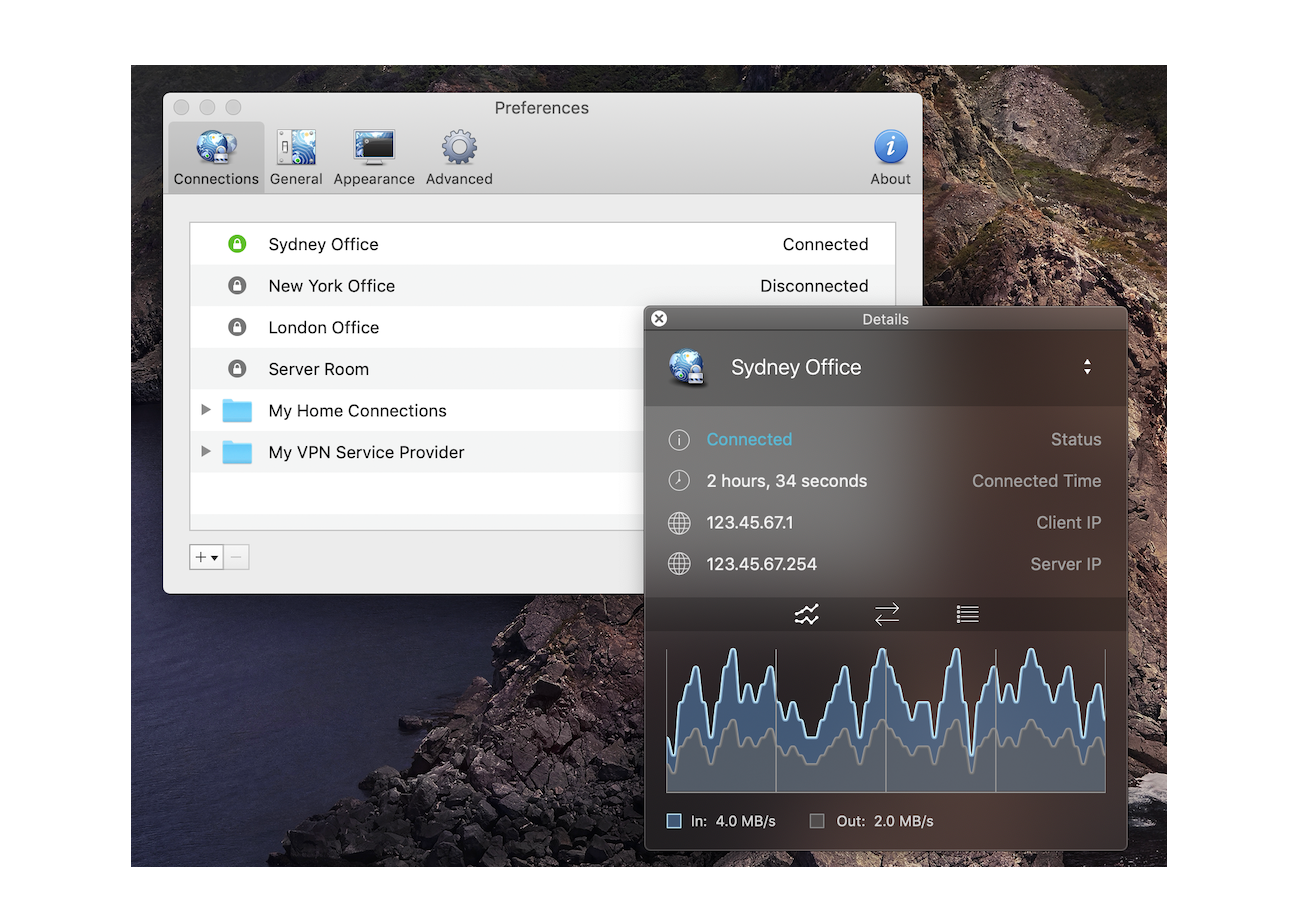 Preferences
Connections General Appearance Advanced About
Sydney Office Connected
New York Office Disconnected
London Office
Server Room
My Home Connections
My VPN Service Provider
Details
Sydney Office
Connected Status
2 hours, 34 seconds Connected Time
123.45.67.1 Client IP
123.45.67.254 Server IP
In: 4.0 MB/s Out: 2.0 MB/s